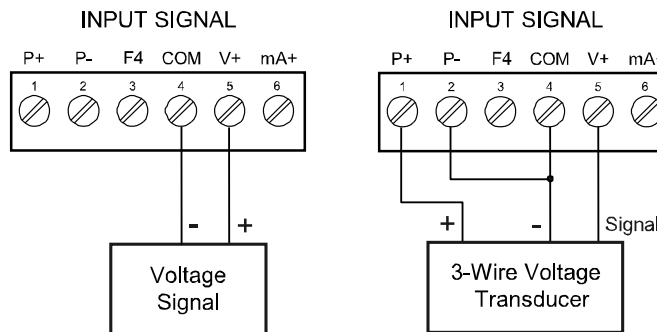 INPUT SIGNAL
P+ P- F4 COM V+ mA+
1 2 3 4 5 6
- +
Voltage
Signal
INPUT SIGNAL
P+ P- F4 COM V+ mA+
1 2 3 4 5 6
+ - Signal
3-Wire Voltage
Transducer